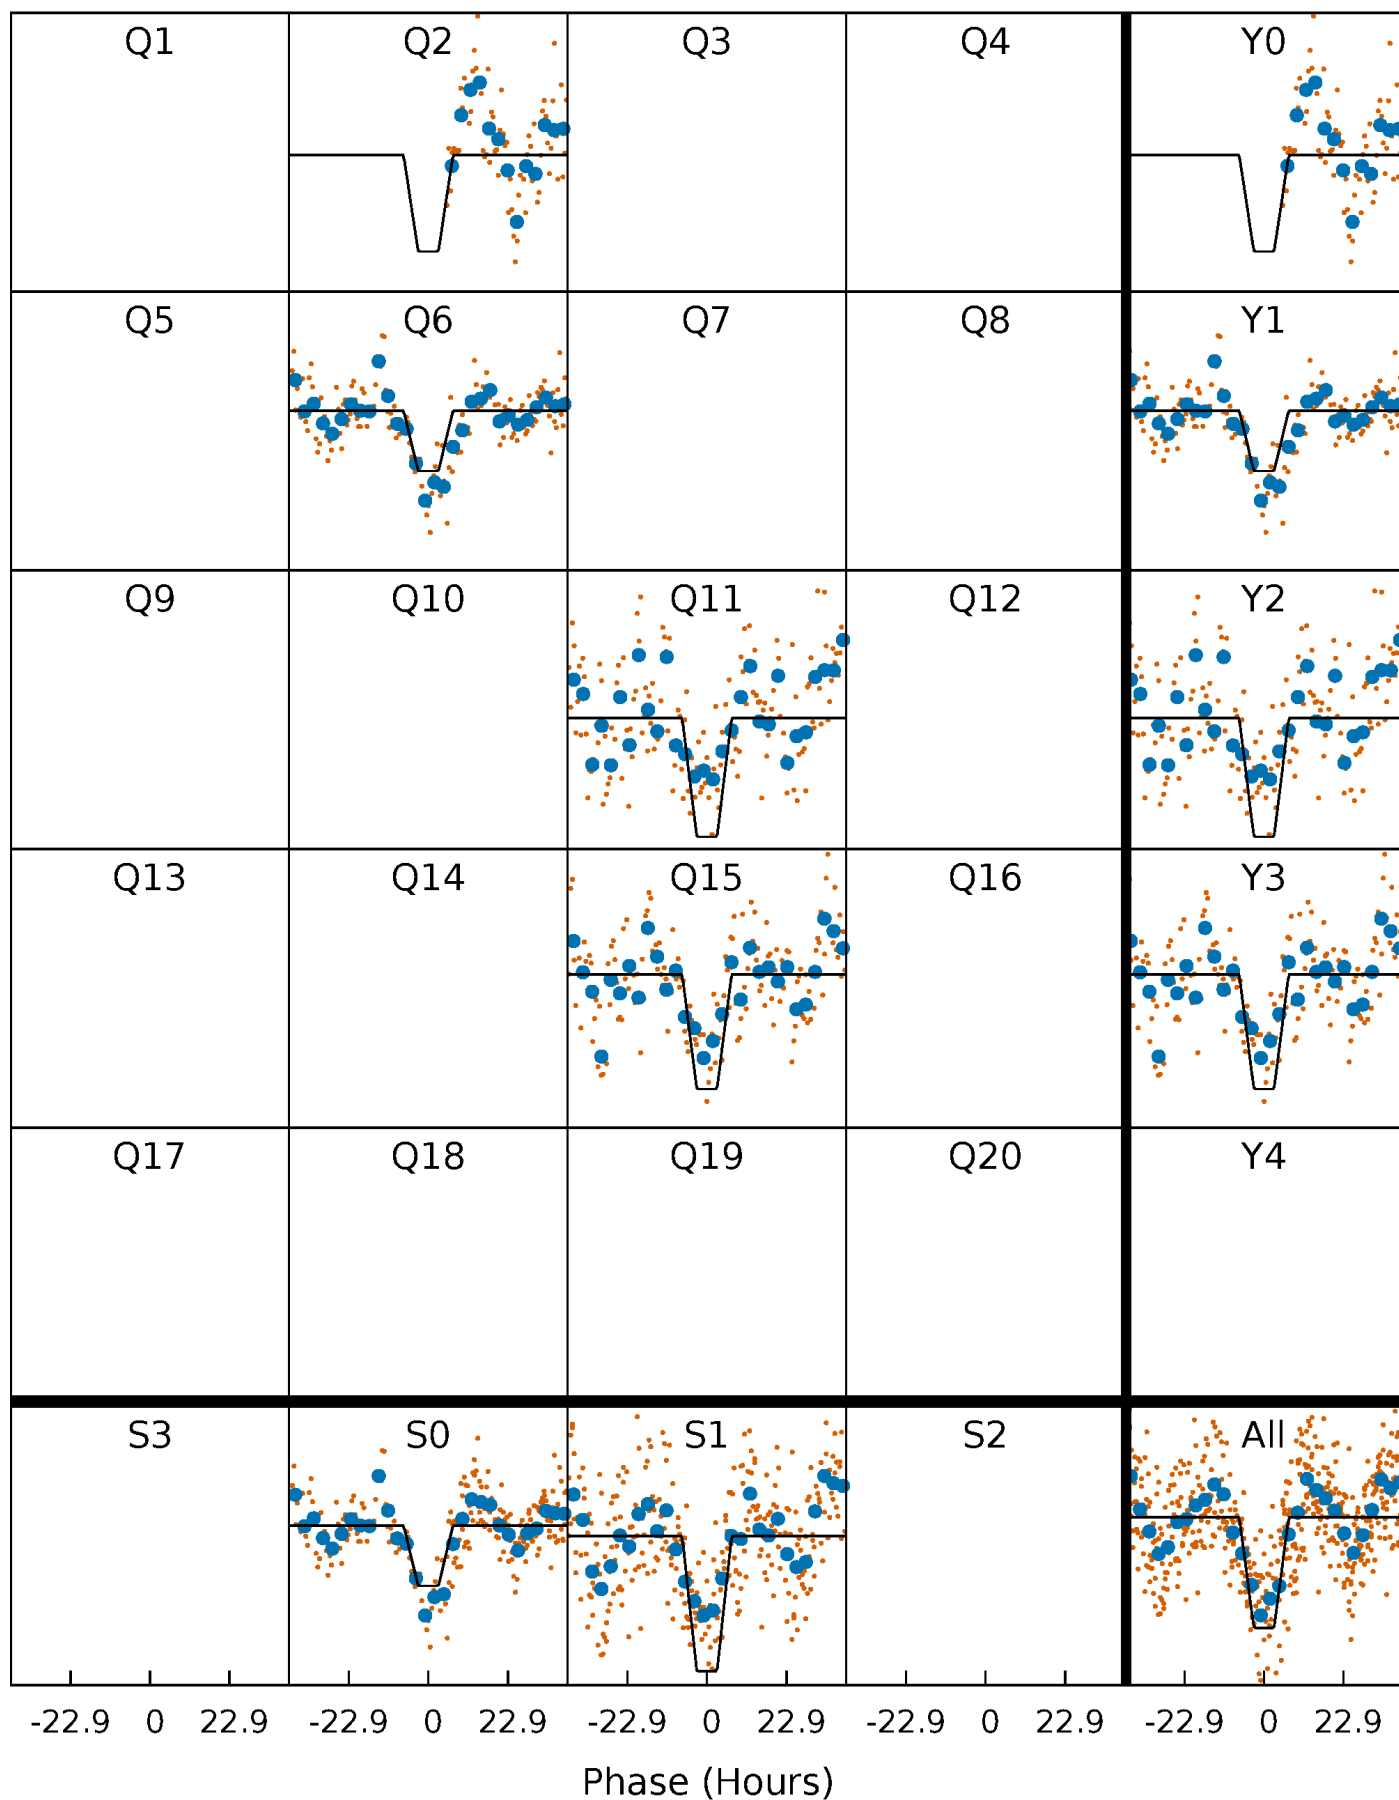 Q1 Q2 Q3 Q4 Y0
Q5 Q6 Q7 Q8 Y1
Q9 Q10 Q11 Q12 Y2
Q13 Q14 Q15 Q16 Y3
Q17 Q18 Q19 Q20 Y4
S3 S0 S1 S2 All
-22.9 0 22.9 -22.9 0 22.9 -22.9 0 22.9 -22.9 0 22.9 -22.9 0 22.9
Phase (Hours)